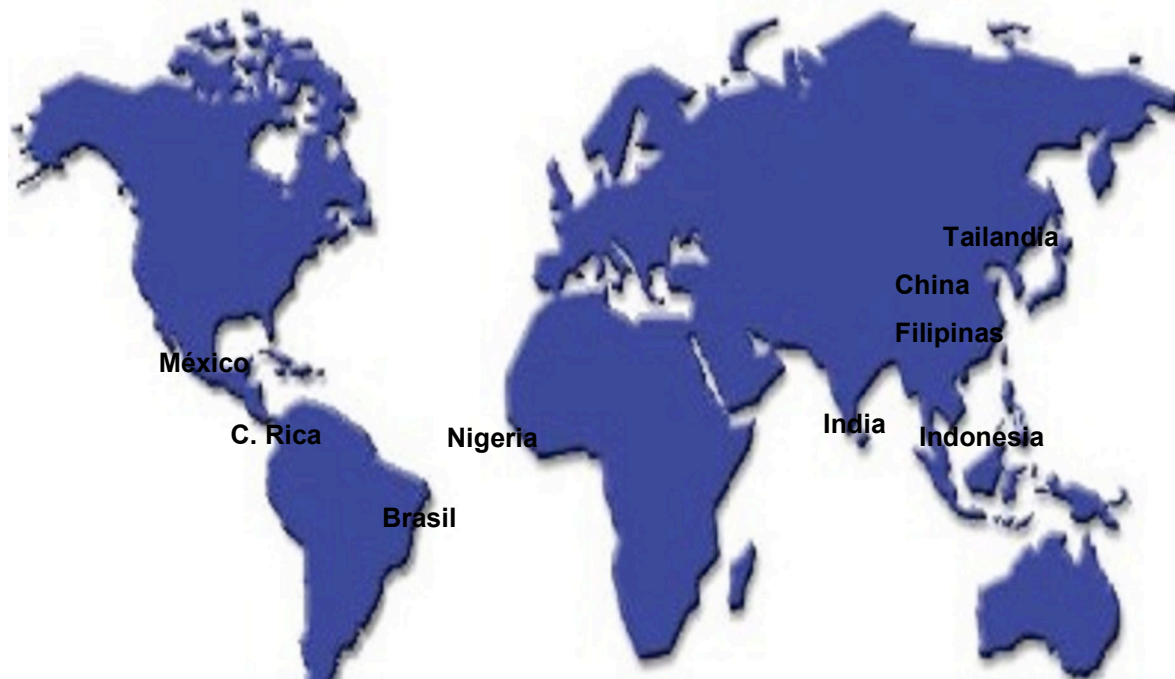 Tailandia
China
Filipinas
México
India
C. Rica
Nigeria
Indonesia
Brasil